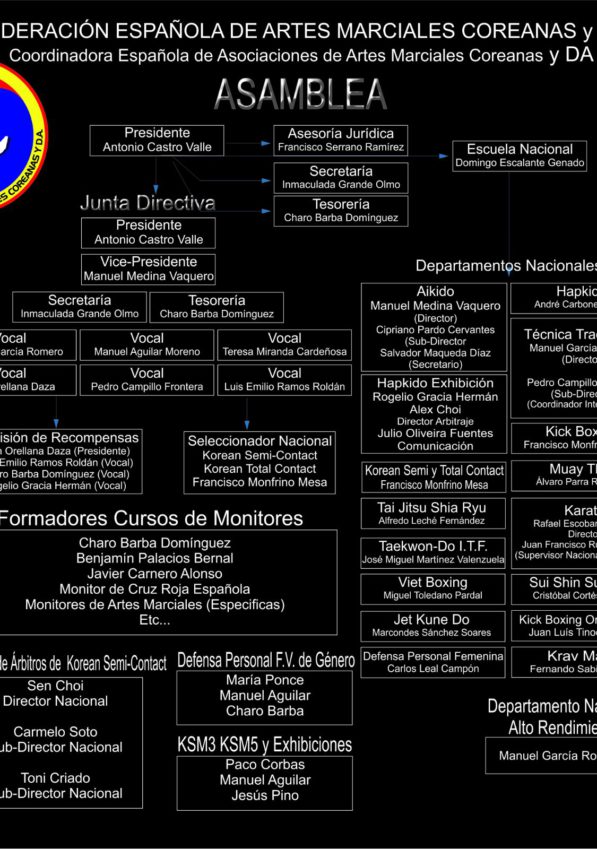 DERACIÓN ESPAÑOLA DE ARTES MARCIALES COREANAS y
Coordinadora Española de Asociaciones de Artes Marciales Coreanas y DA
ASAMBLEA
COREANAS Y D.A.
Presidente
Antonio Castro Valle
Asesoría Jurídica
Francisco Serrano Ramírez
Escuela Nacional
Domingo Escalante Genado
Secretaría
Inmaculada Grande Olmo
Tesorería
Charo Barba Domínguez
Junta Directiva
Presidente
Antonio Castro Valle
Vice-Presidente
Manuel Medina Vaquero
Secretaría
Inmaculada Grande Olmo
Tesorería
Charo Barba Domínguez
Vocal
arcía Romero
Vocal
Manuel Aguilar Moreno
Vocal
Teresa Miranda Cardeñosa
Vocal
rellana Daza
Vocal
Pedro Campillo Frontera
Vocal
Luis Emilio Ramos Roldán
isión de Recompensas
n Orellana Daza (Presidente)
Emilio Ramos Roldán (Vocal)
ro Barba Domínguez (Vocal)
gelio Gracia Hermán (Vocal)
Seleccionador Nacional
Korean Semi-Contact
Korean Total Contact
Francisco Monfrino Mesa
Formadores Cursos de Monitores
Charo Barba Domínguez
Benjamín Palacios Bernal
Javier Carnero Alonso
Monitor de Cruz Roja Española
Monitores de Artes Marciales (Especificas)
Etc...
de Árbitros de Korean Semi-Contact
Sen Choi
Director Nacional
Carmelo Soto
ub-Director Nacional
Toni Criado
ub-Director Nacional
Defensa Personal F.V. de Género
María Ponce
Manuel Aguilar
Charo Barba
KSM3 KSM5 y Exhibiciones
Paco Corbas
Manuel Aguilar
Jesús Pino
Departamentos Nacionales
Aikido
Manuel Medina Vaquero
(Director)
Cipriano Pardo Cervantes
(Sub-Director
Salvador Maqueda Díaz
(Secretario)
Hapkido Exhibición
Rogelio Gracia Hermán
Alex Choi
Director Arbitraje
Julio Oliveira Fuentes
Comunicación
Korean Semi y Total Contact
Francisco Monfrino Mesa
Tai Jitsu Shia Ryu
Alfredo Leché Fernández
Taekwon-Do I.T.F.
José Miguel Martínez Valenzuela
Viet Boxing
Miguel Toledano Pardal
Jet Kune Do
Marcondes Sánchez Soares
Defensa Personal Femenina
Carlos Leal Campón
Hapkid
André Carbone
Técnica Tra
Manuel García
(Directo
Pedro Campillo
(Sub-Direc
(Coordinador Inte
Kick Box
Francisco Monfrin
Muay Th
Álvaro Parra R
Karat
Rafael Escobar
Directo
Juan Francisco Ru
(Supervisor Naciona
Sui Shin Su
Cristóbal Corté
Kick Boxing Or
Juan Luís Tinoc
Krav Ma
Fernando Sabi
Departamento Na
Alto Rendimie
Manuel García Ro